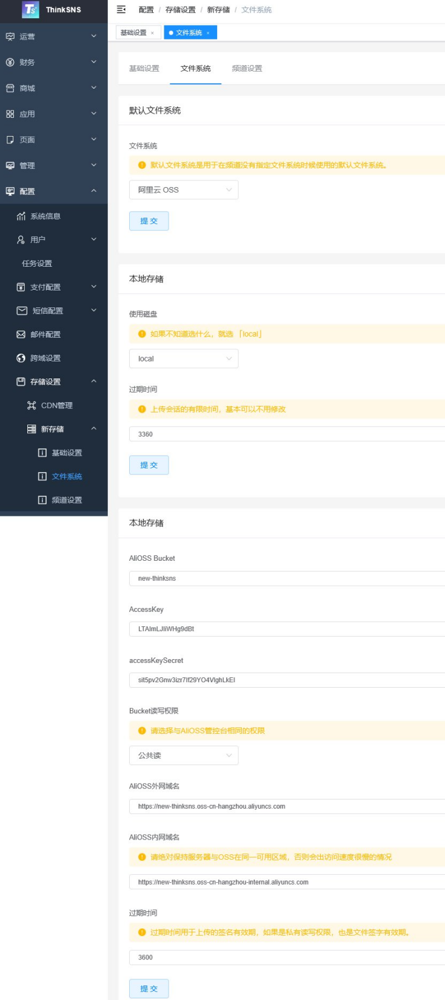 ThinkSNS
运营
财务
商城
应用
页面
管理
配置
系统信息
用户
任务设置
支付配置
短信配置
邮件配置
跨域设置
存储设置
CDN管理
新存储
基础设置
文件系统
频道设置
配置 / 存储设置 / 新存储 / 文件系统
基础设置 × 文件系统 ×
基础设置 文件系统 频道设置
默认文件系统
文件系统
默认文件系统是用于在频道没有指定文件系统时候使用的默认文件系统。
阿里云 OSS
提 交
本地存储
使用磁盘
如果不知道选什么，就选 「local」
local
过期时间
上传会话的有限时间，基本可以不用修改
3360
提 交
本地存储
AliOSS Bucket
new-thinksns
AccessKey
LTAImLJIiWHg9dBt
accessKeySecret
sit5pv2Gnw3izr7If29YO4VIghLkEI
Bucket读写权限
请选择与AliOSS管控台相同的权限
公共读
AliOSS外网域名
https://new-thinksns.oss-cn-hangzhou.aliyuncs.com
AliOSS内网域名
请绝对保持服务器与OSS在同一可用区域，否则会出访问速度很慢的情况
https://new-thinksns.oss-cn-hangzhou-internal.aliyuncs.com
过期时间
过期时间用于上传的签名有效期，如果是私有读写权限，也是文件签字有效期。
3600
提 交